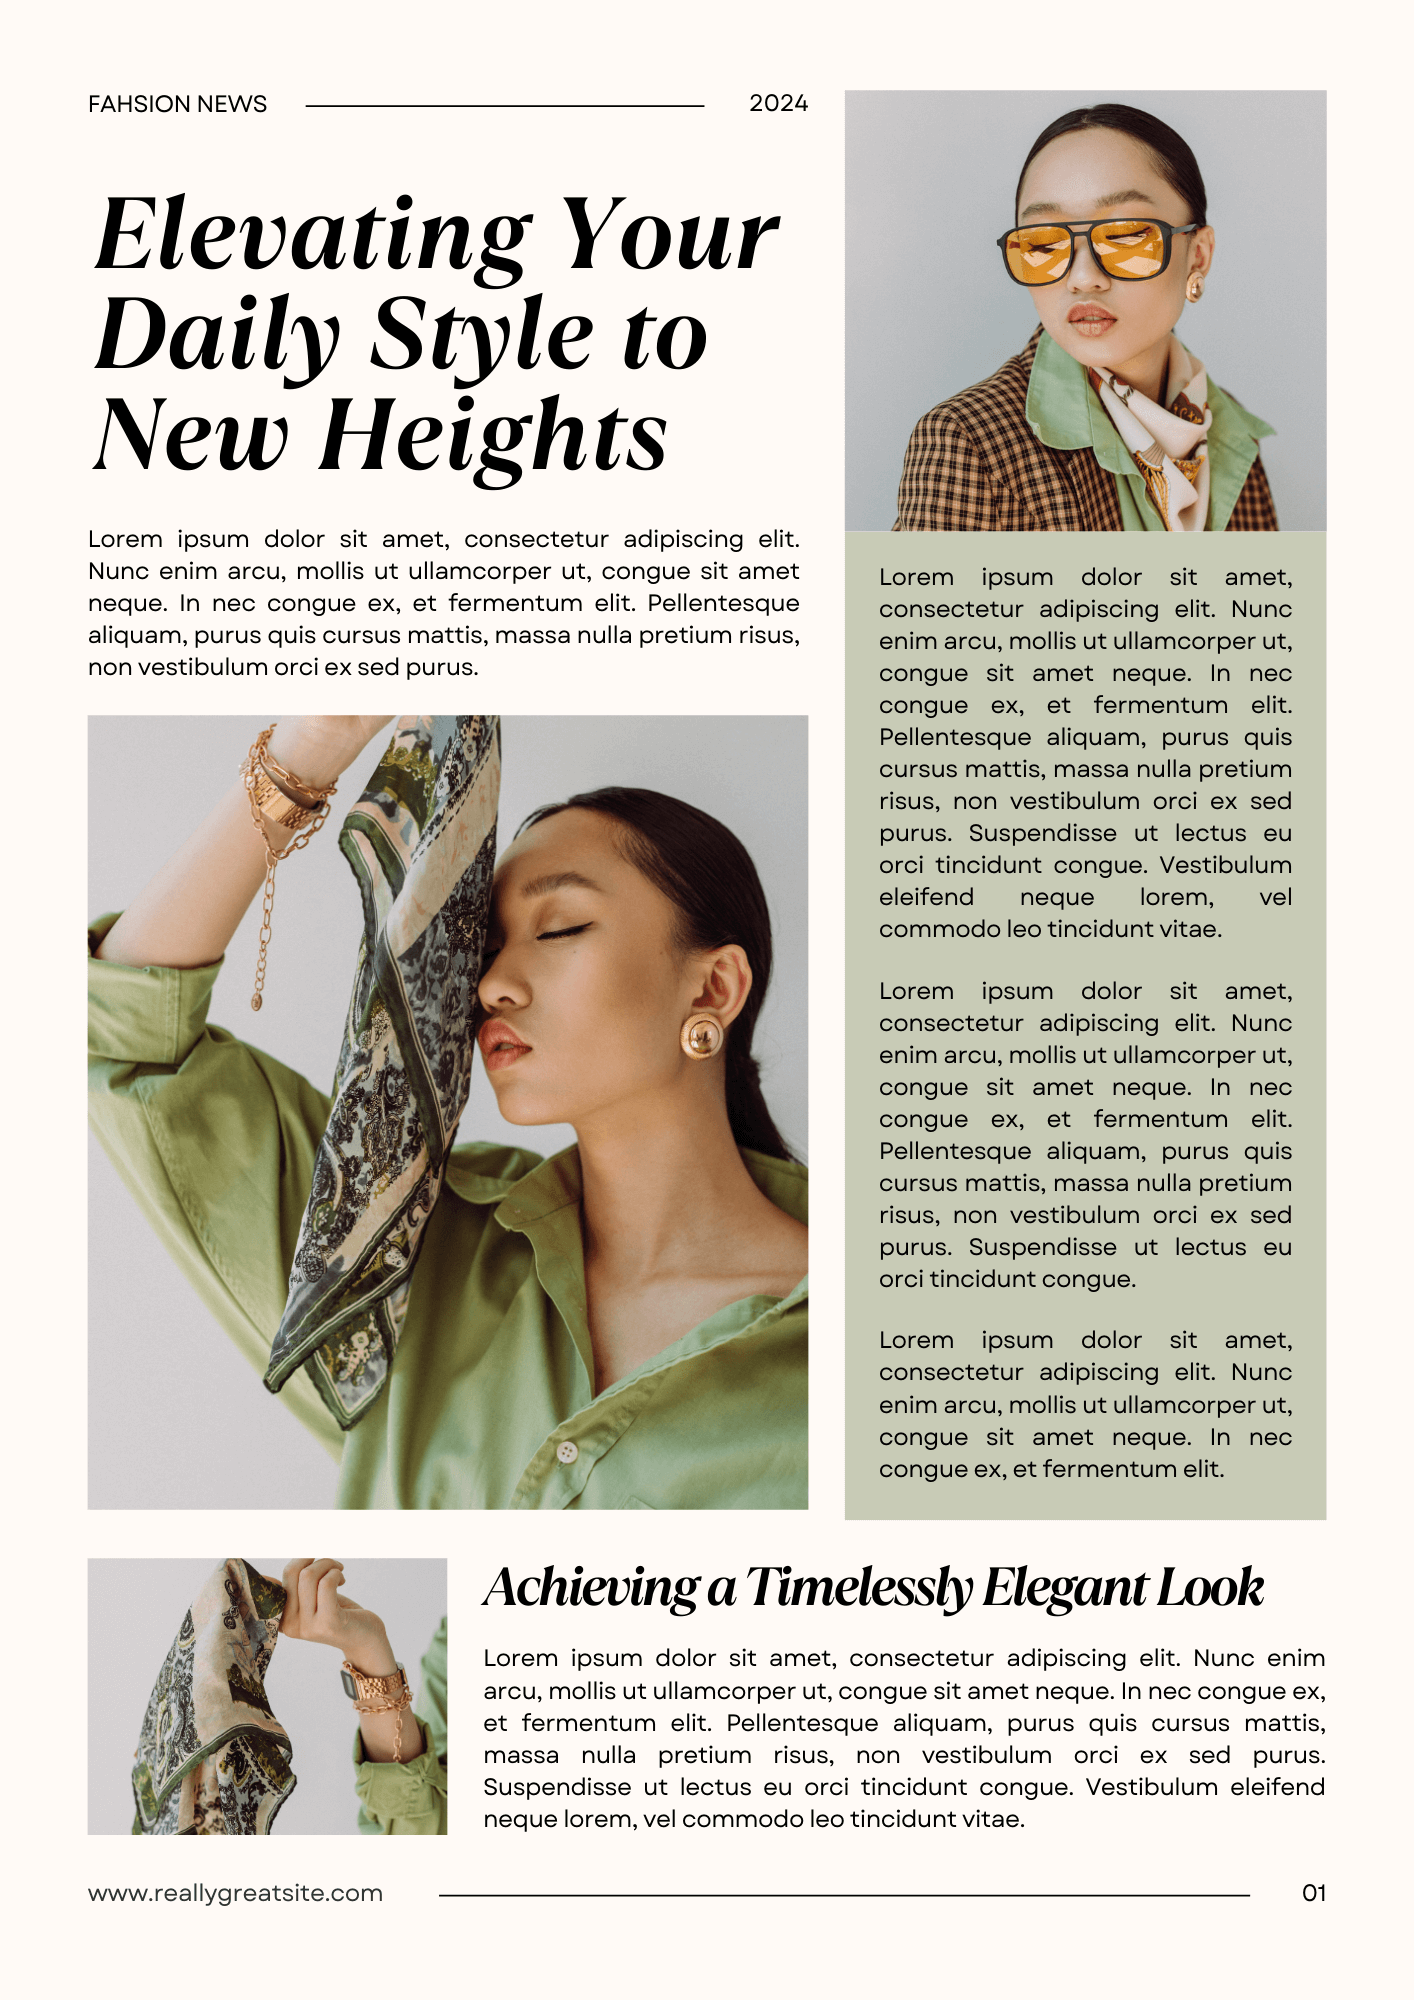 FAHSION NEWS
2024
Elevating Your
Daily Style to
New Heights
Lorem ipsum dolor sit amet, consectetur adipiscing elit.
Nunc enim arcu, mollis ut ullamcorper ut, congue sit amet
neque. In nec congue ex, et fermentum elit. Pellentesque
aliquam, purus quis cursus mattis, massa nulla pretium risus,
non vestibulum orci ex sed purus.
Lorem ipsum dolor sit amet,
consectetur adipiscing elit. Nunc
enim arcu, mollis ut ullamcorper ut,
congue sit amet neque. In nec
congue ex, et fermentum elit.
Pellentesque aliquam, purus quis
cursus mattis, massa nulla pretium
risus, non vestibulum orci ex sed
purus. Suspendisse ut lectus eu
orci tincidunt congue. Vestibulum
eleifend neque lorem, vel
commodo leo tincidunt vitae.
Lorem ipsum dolor sit amet,
consectetur adipiscing elit. Nunc
enim arcu, mollis ut ullamcorper ut,
congue sit amet neque. In nec
congue ex, et fermentum elit.
Pellentesque aliquam, purus quis
cursus mattis, massa nulla pretium
risus, non vestibulum orci ex sed
purus. Suspendisse ut lectus eu
orci tincidunt congue.
Lorem ipsum dolor sit amet,
consectetur adipiscing elit. Nunc
enim arcu, mollis ut ullamcorper ut,
congue sit amet neque. In nec
congue ex, et fermentum elit.
Achieving a Timelessly Elegant Look
Lorem ipsum dolor sit amet, consectetur adipiscing elit. Nunc enim
arcu, mollis ut ullamcorper ut, congue sit amet neque. In nec congue ex,
et fermentum elit. Pellentesque aliquam, purus quis cursus mattis,
massa nulla pretium risus, non vestibulum orci ex sed purus.
Suspendisse ut lectus eu orci tincidunt congue. Vestibulum eleifend
neque lorem, vel commodo leo tincidunt vitae.
www.reallygreatsite.com
01